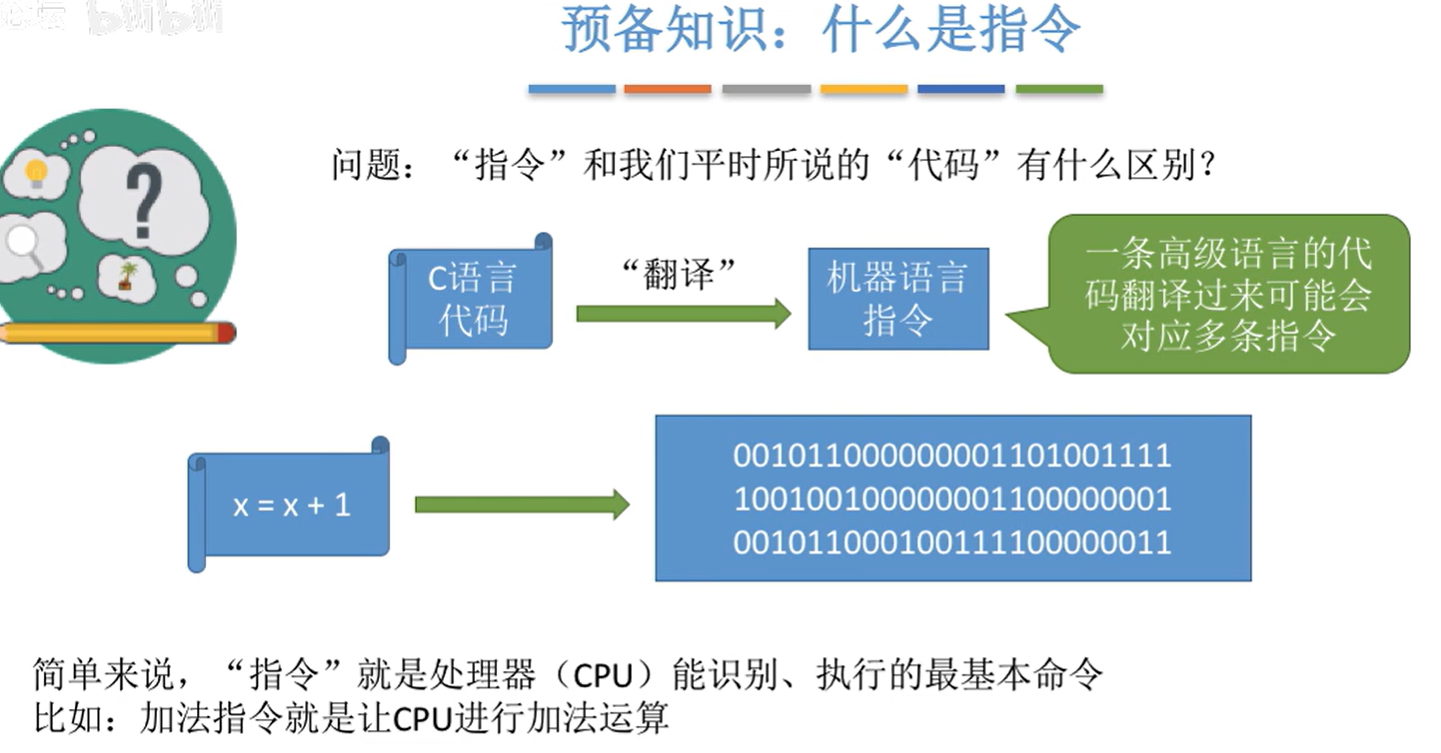 bilibili
预备知识：什么是指令
问题：“指令”和我们平时所说的“代码”有什么区别？
C语言
代码
“翻译”
机器语言
指令
一条高级语言的代
码翻译过来可能会
对应多条指令
?
x = x + 1
001011000000001101001111
100100100000001100000001
001011000100111100000011
简单来说，“指令”就是处理器（CPU）能识别、执行的最基本命令
比如：加法指令就是让CPU进行加法运算